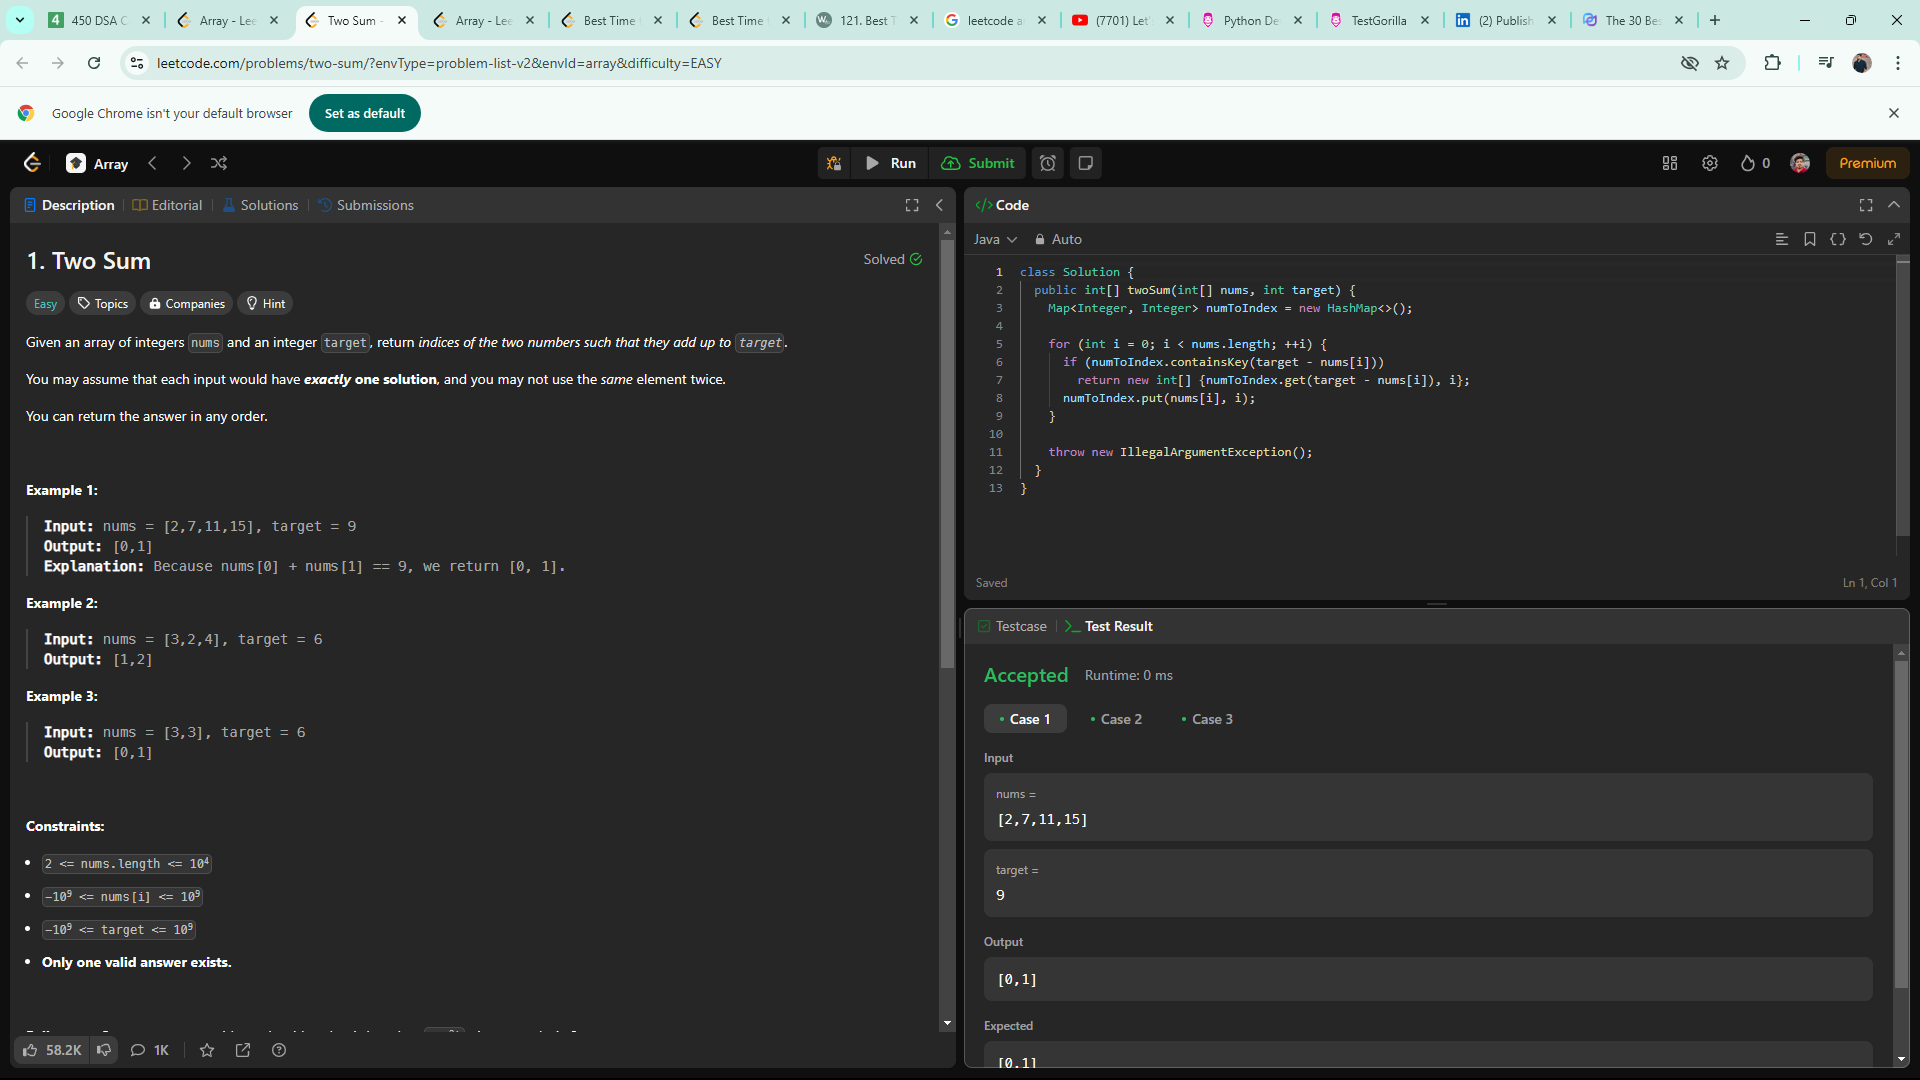 450 DSA C
Array - Lee
Two Sum -
Array - Lee
Best Time
Best Time
121. Best T
leetcode a
(7701) Let'
Python De
TestGorilla
(2) Publish
The 30 Bes
leetcode.com/problems/two-sum/?envType=problem-list-v2&envId=array&difficulty=EASY
Google Chrome isn't your default browser
Set as default
Array
Run
Submit
0
Premium
Description
Editorial
Solutions
Submissions
1. Two Sum
Solved
Easy
Topics
Companies
Hint
Given an array of integers nums and an integer target, return indices of the two numbers such that they add up to target.
You may assume that each input would have exactly one solution, and you may not use the same element twice.
You can return the answer in any order.
Example 1:
Input: nums = [2,7,11,15], target = 9
Output: [0,1]
Explanation: Because nums[0] + nums[1] == 9, we return [0, 1].
Example 2:
Input: nums = [3,2,4], target = 6
Output: [1,2]
Example 3:
Input: nums = [3,3], target = 6
Output: [0,1]
Constraints:
2 <= nums.length <= 10⁴
-10⁹ <= nums[i] <= 10⁹
-10⁹ <= target <= 10⁹
Only one valid answer exists.
58.2K
1K
Code
Java
Auto
1 class Solution {
2 public int[] twoSum(int[] nums, int target) {
3 Map<Integer, Integer> numToIndex = new HashMap<>();
4
5 for (int i = 0; i < nums.length; ++i) {
6 if (numToIndex.containsKey(target - nums[i]))
7 return new int[] {numToIndex.get(target - nums[i]), i};
8 numToIndex.put(nums[i], i);
9 }
10
11 throw new IllegalArgumentException();
12 }
13 }
Saved
Ln 1, Col 1
Testcase
Test Result
Accepted
Runtime: 0 ms
Case 1
Case 2
Case 3
Input
nums =
[2,7,11,15]
target =
9
Output
[0,1]
Expected
[0,1]